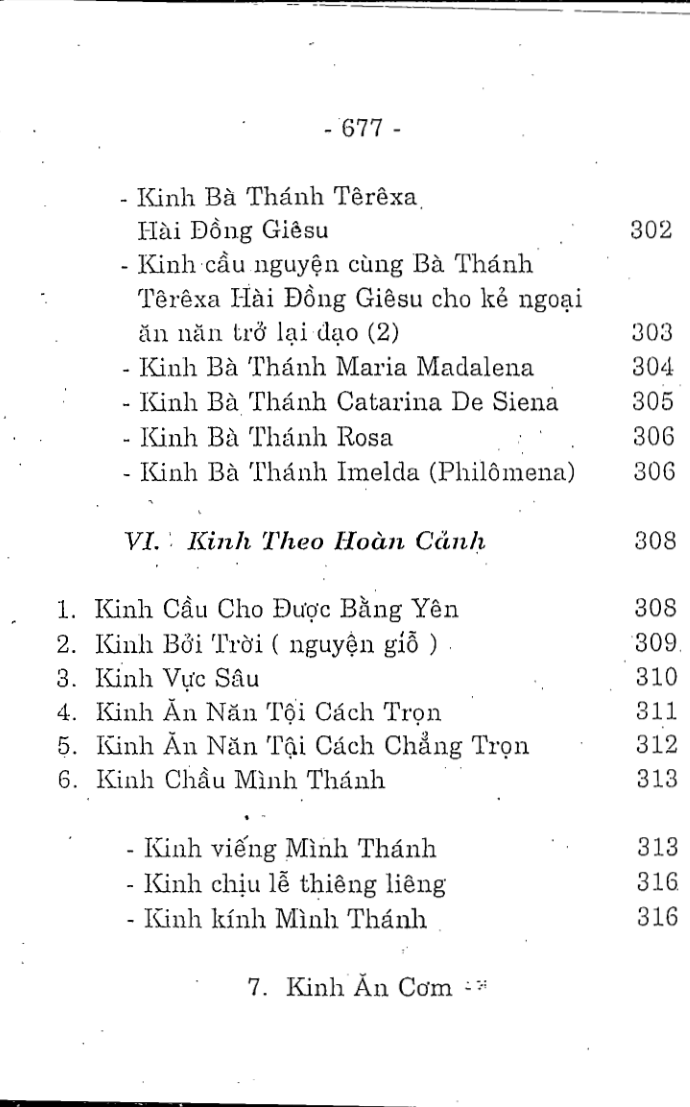 - 677 -
- Kinh Bà Thánh Têrêxa
Hài Đồng Giêsu 302
- Kinh cầu nguyện cùng Bà Thánh
Têrêxa Hài Đồng Giêsu cho kẻ ngoại
ăn năn trở lại dạo (2) 303
- Kinh Bà Thánh Maria Madalena 304
- Kinh Bà Thánh Catarina De Siena 305
- Kinh Bà Thánh Rosa 306
- Kinh Bà Thánh Imelda (Philômena) 306
VI. Kinh Theo Hoàn Cảnh 308
1. Kinh Cầu Cho Được Bằng Yên 308
2. Kinh Bởi Trời ( nguyện giỗ ) 309
3. Kinh Vực Sâu 310
4. Kinh Ăn Năn Tội Cách Trọn 311
5. Kinh Ăn Năn Tậi Cách Chẳng Trọn 312
6. Kinh Chầu Mình Thánh 313
- Kinh viếng Mình Thánh 313
- Kinh chịu lễ thiêng liêng 316
- Kinh kính Mình Thánh 316
7. Kinh Ăn Cơm